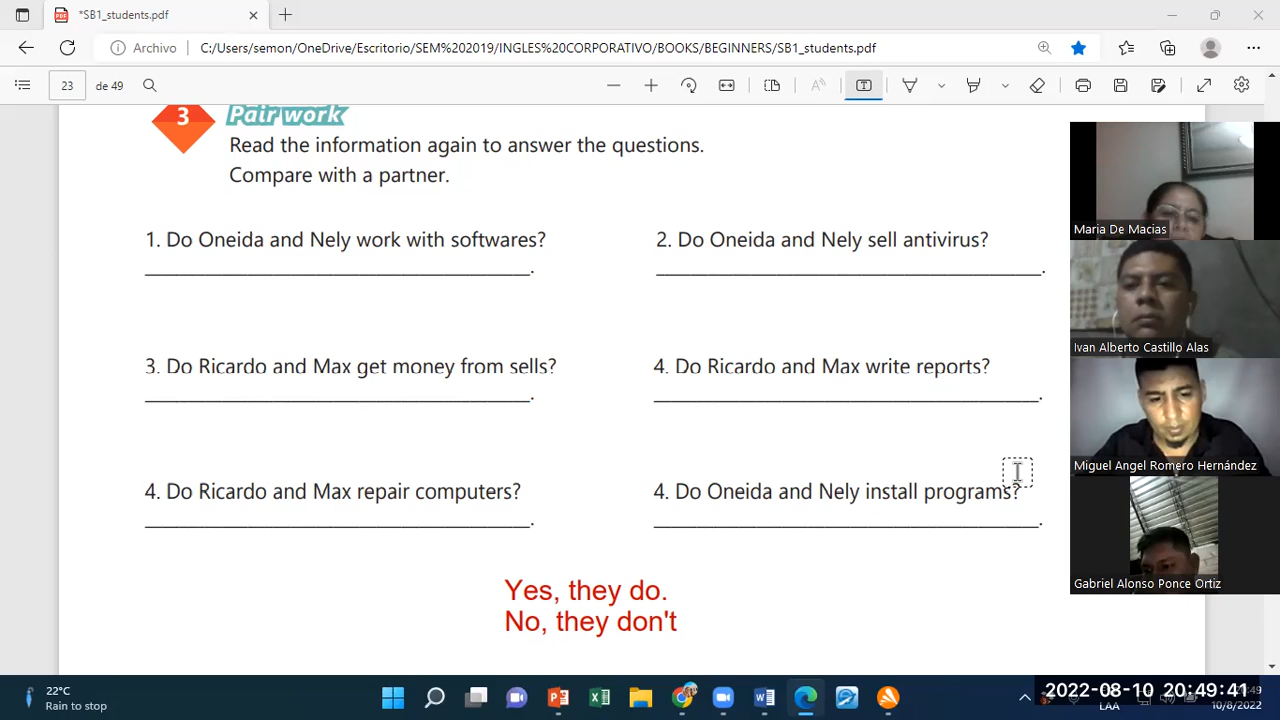 *SB1_students.pdf
Archivo
C:/Users/semon/OneDrive/Escritorio/SEM%202019/INGLES%20CORPORATIVO/BOOKS/BEGINNERS/SB1_students.pdf
23 de 49
3 Pair work
Read the information again to answer the questions.
Compare with a partner.
1. Do Oneida and Nely work with softwares?
2. Do Oneida and Nely sell antivirus?
3. Do Ricardo and Max get money from sells?
4. Do Ricardo and Max write reports?
4. Do Ricardo and Max repair computers?
4. Do Oneida and Nely install programs?
Yes, they do.
No, they don't
Maria De Macias
Ivan Alberto Castillo Alas
Miguel Angel Romero Hernández
Gabriel Alonso Ponce Ortiz
22°C
Rain to stop
2022-08-10 20:49:41
LAA
10/8/2022